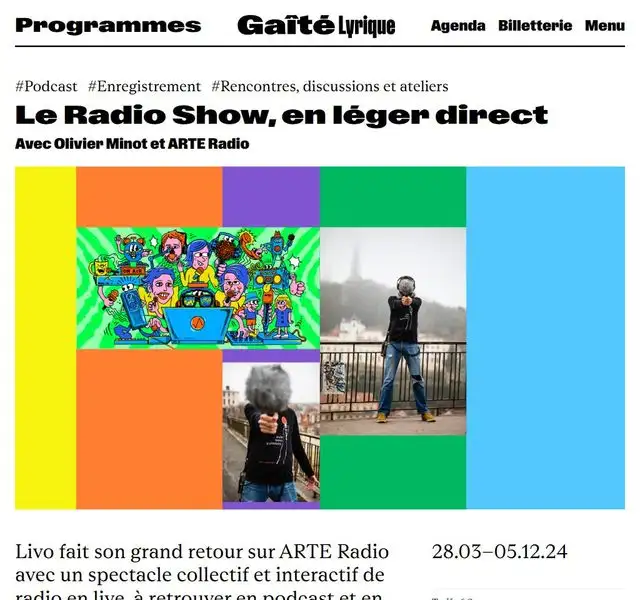 Programmes
Gaîté Lyrique
Agenda Billetterie Menu
#Podcast #Enregistrement #Rencontres, discussions et ateliers
Le Radio Show, en léger direct
Avec Olivier Minot et ARTE Radio
ON AIR
Livo fait son grand retour sur ARTE Radio
28.03–05.12.24
avec un spectacle collectif et interactif de
radio en live, à retrouver en podcast et en